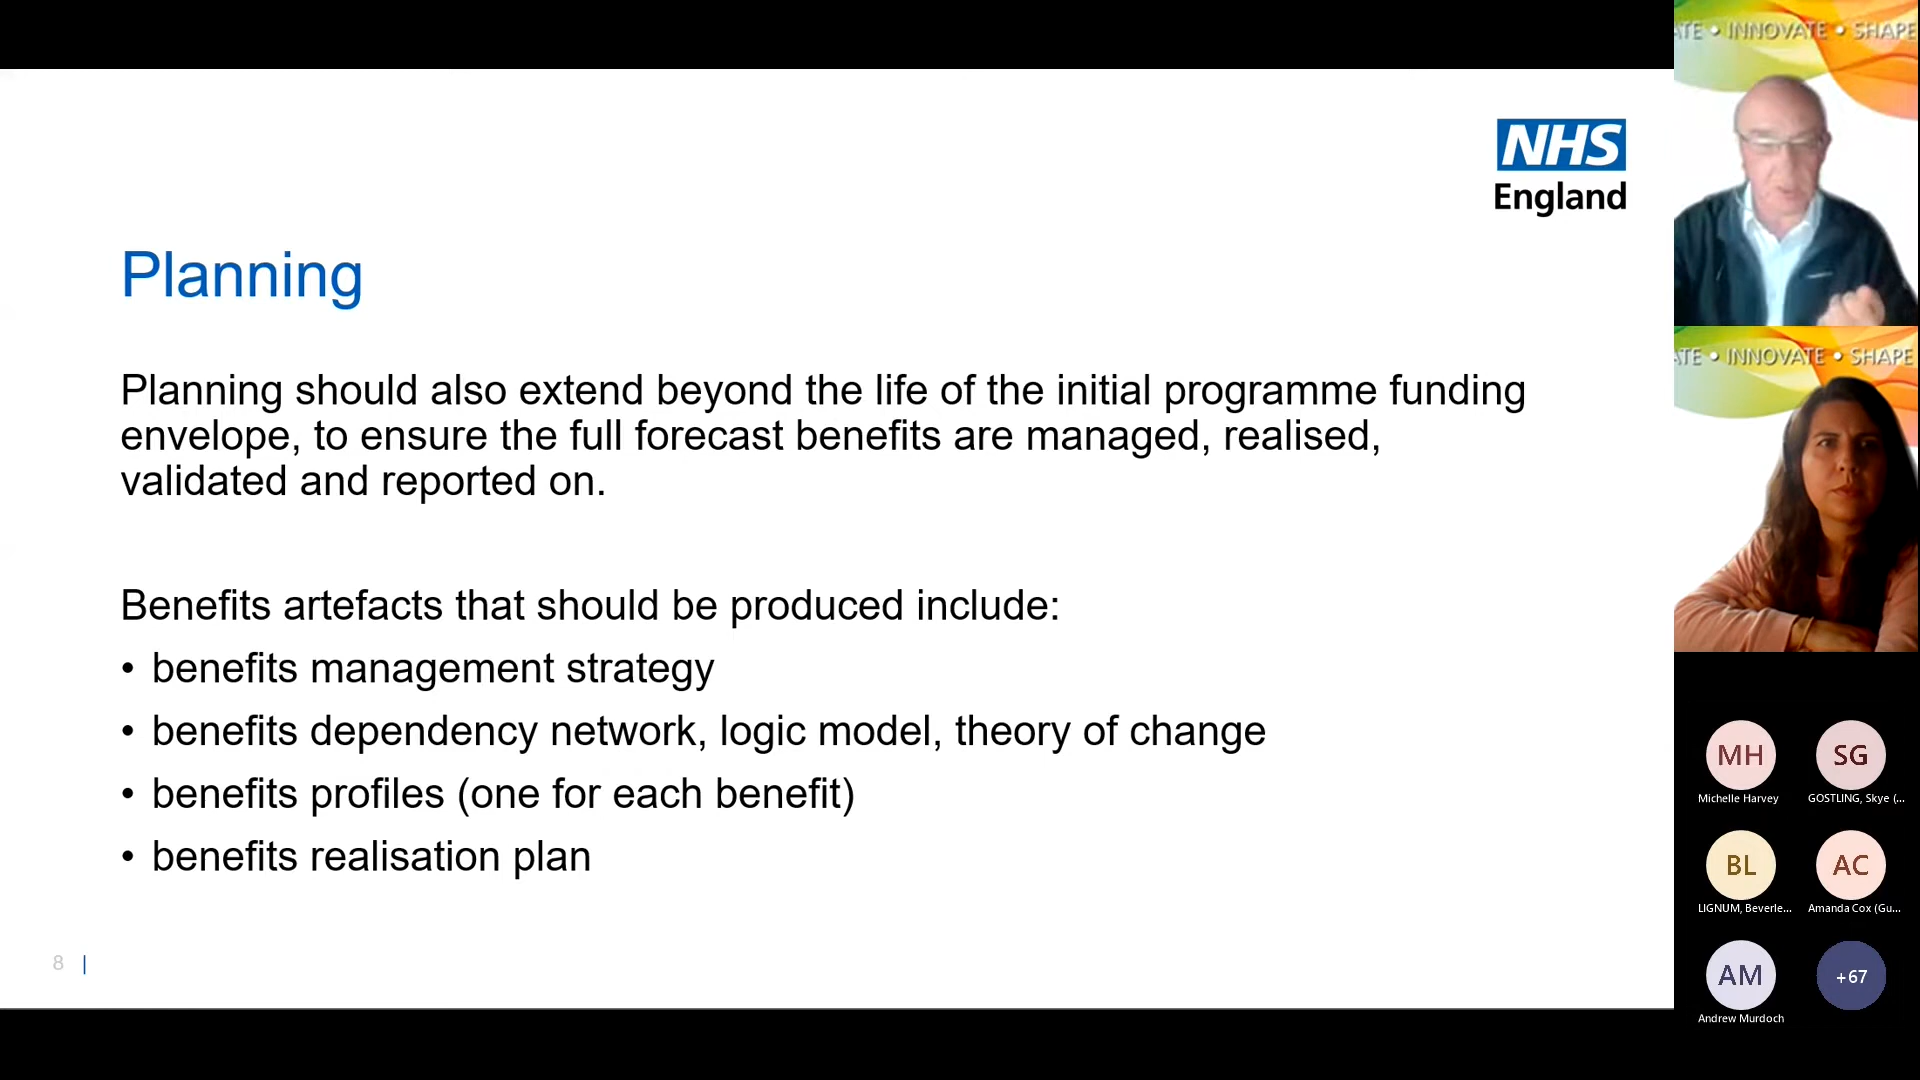 NHS
England
Planning
Planning should also extend beyond the life of the initial programme funding
envelope, to ensure the full forecast benefits are managed, realised,
validated and reported on.
Benefits artefacts that should be produced include:
• benefits management strategy
• benefits dependency network, logic model, theory of change
• benefits profiles (one for each benefit)
• benefits realisation plan
8 |
ATE • INNOVATE • SHAPE
ATE • INNOVATE • SHAPE
MH
Michelle Harvey
SG
GOSTLING, Skye (...
BL
LIGNUM, Beverle...
AC
Amanda Cox (Gu...
AM
Andrew Murdoch
+67